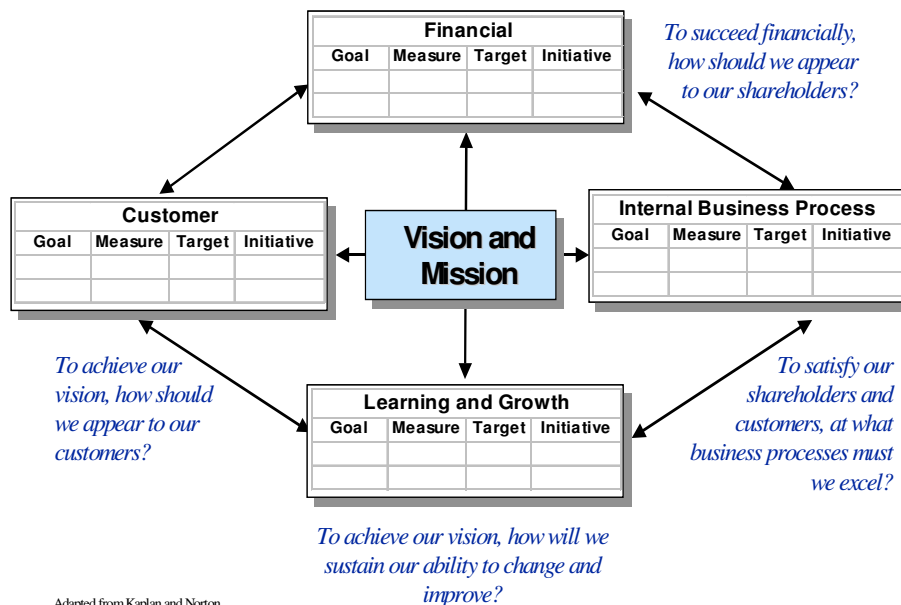 Financial
Goal Measure Target Initiative
To succeed financially,
how should we appear
to our shareholders?
Customer
Goal Measure Target Initiative
Vision and
Mission
Internal Business Process
Goal Measure Target Initiative
To achieve our
vision, how should
we appear to our
customers?
Learning and Growth
Goal Measure Target Initiative
To satisfy our
shareholders and
customers, at what
business processes must
we excel?
To achieve our vision, how will we
sustain our ability to change and
improve?
Adapted from Kaplan and Norton